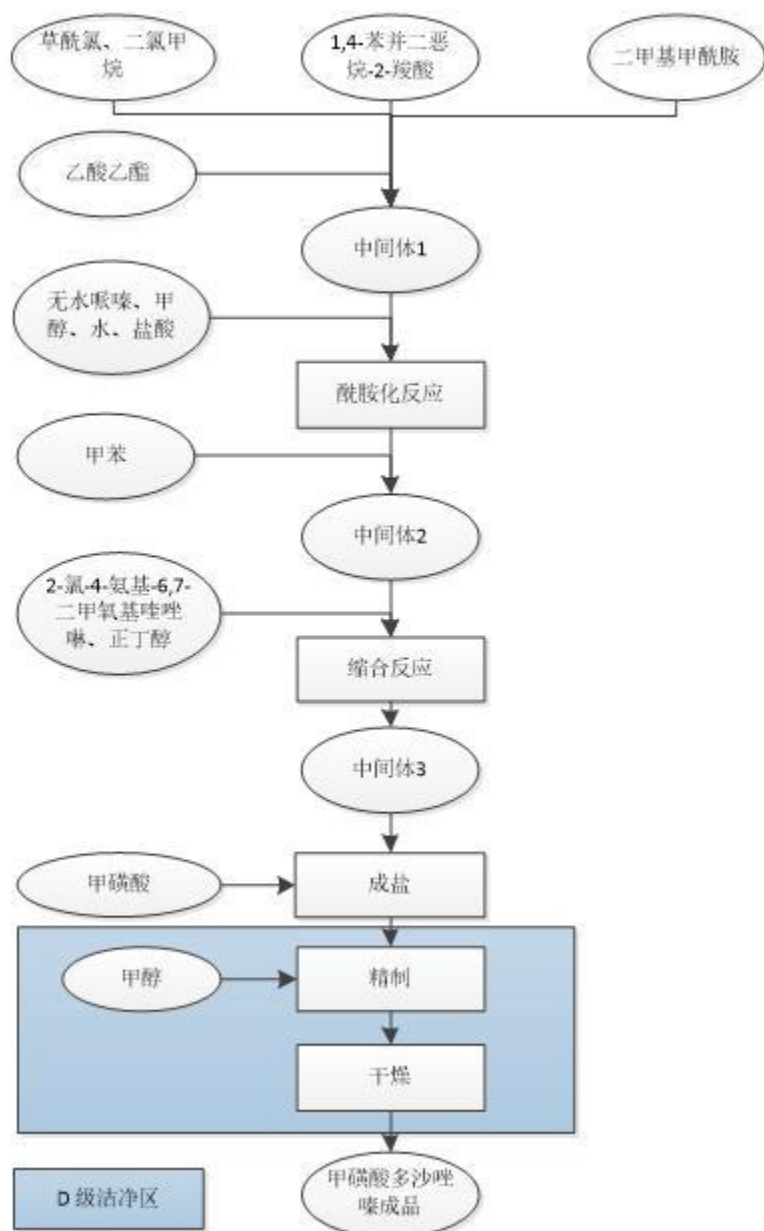 草酰氯、二氯甲
烷
1,4-苯并二恶
烷-2-羧酸
二甲基甲酰胺
乙酸乙酯
中间体1
无水哌嗪、甲
醇、水、盐酸
酰胺化反应
甲苯
中间体2
2-氯-4-氨基-6,7-
二甲氧基喹唑
啉、正丁醇
缩合反应
中间体3
甲磺酸
成盐
甲醇
精制
干燥
D 级洁净区
甲磺酸多沙唑
嗪成品